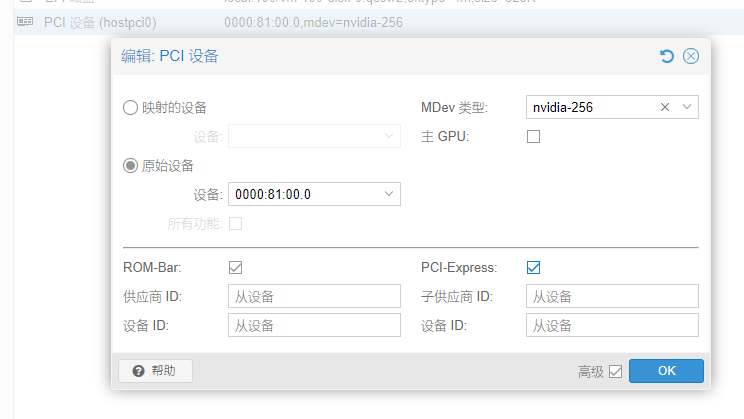 PCI 设备 (hostpci0) 0000:81:00.0,mdev=nvidia-256
编辑: PCI 设备
映射的设备 MDev 类型: nvidia-256
设备: 主 GPU:
原始设备
设备: 0000:81:00.0
所有功能:
ROM-Bar: PCI-Express:
供应商 ID: 从设备 子供应商 ID: 从设备
设备 ID: 从设备 设备 ID: 从设备
帮助 高级 OK